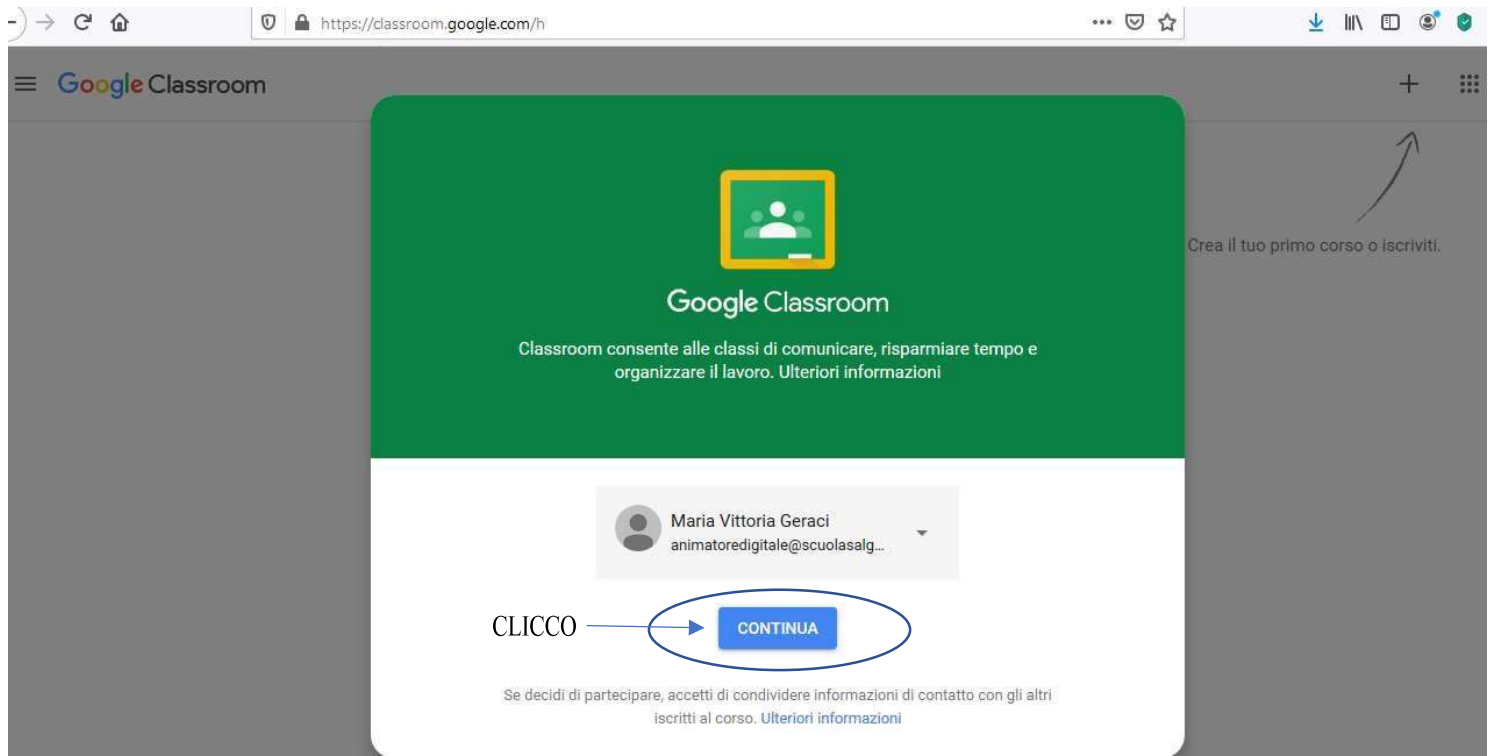 https://classroom.google.com/h
Google Classroom
Crea il tuo primo corso o iscriviti.
Google Classroom
Classroom consente alle classi di comunicare, risparmiare tempo e
organizzare il lavoro. Ulteriori informazioni
Maria Vittoria Geraci
animatoredigitale@scuolasalg...
CLICCO
CONTINUA
Se decidi di partecipare, accetti di condividere informazioni di contatto con gli altri
iscritti al corso. Ulteriori informazioni